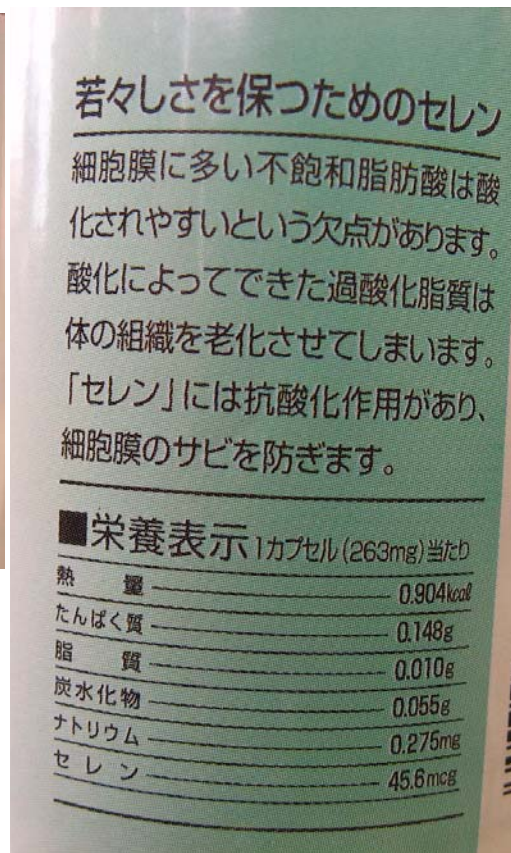 若々しさを保つためのセレン
細胞膜に多い不飽和脂肪酸は酸
化されやすいという欠点があります。
酸化によってできた過酸化脂質は
体の組織を老化させてしまいます。
「セレン」には抗酸化作用があり、
細胞膜のサビを防ぎます。
■栄養表示 1カプセル(263mg)当たり
熱量 0.904kcal
たんぱく質 0.148g
脂質 0.010g
炭水化物 0.055g
ナトリウム 0.275mg
セレン 45.6mcg